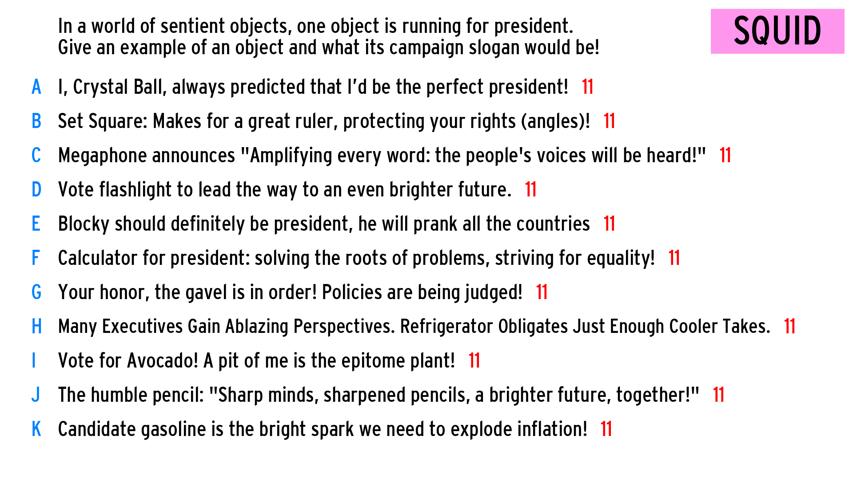 In a world of sentient objects, one object is running for president.
Give an example of an object and what its campaign slogan would be!
SQUID
A I, Crystal Ball, always predicted that I'd be the perfect president! 11
B Set Square: Makes for a great ruler, protecting your rights (angles)! 11
C Megaphone announces "Amplifying every word: the people's voices will be heard!" 11
D Vote flashlight to lead the way to an even brighter future. 11
E Blocky should definitely be president, he will prank all the countries 11
F Calculator for president: solving the roots of problems, striving for equality! 11
G Your honor, the gavel is in order! Policies are being judged! 11
H Many Executives Gain Ablazing Perspectives. Refrigerator Obligates Just Enough Cooler Takes. 11
I Vote for Avocado! A pit of me is the epitome plant! 11
J The humble pencil: "Sharp minds, sharpened pencils, a brighter future, together!" 11
K Candidate gasoline is the bright spark we need to explode inflation! 11